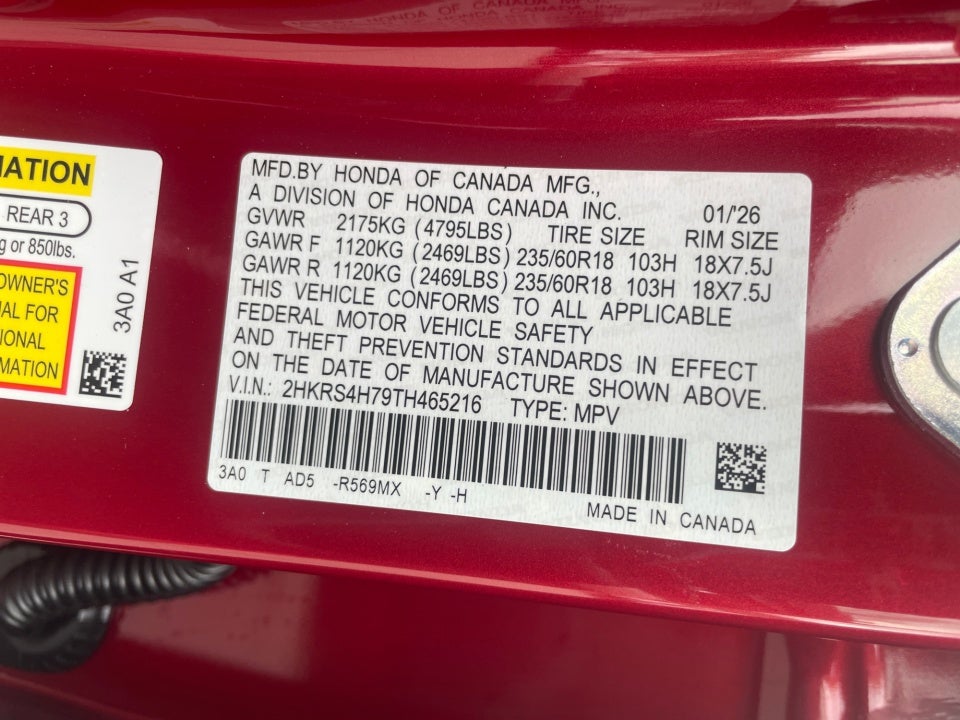 MATION
REAR 3
g or 850lbs.
OWNER'S
AL FOR
IONAL
MATION
3A0 A1
MFD.BY HONDA OF CANADA MFG.,
A DIVISION OF HONDA CANADA INC. 01/'26
GVWR 2175KG (4795LBS) TIRE SIZE RIM SIZE
GAWR F 1120KG (2469LBS) 235/60R18 103H 18X7.5J
GAWR R 1120KG (2469LBS) 235/60R18 103H 18X7.5J
THIS VEHICLE CONFORMS TO ALL APPLICABLE
FEDERAL MOTOR VEHICLE SAFETY
AND THEFT PREVENTION STANDARDS IN EFFECT
ON THE DATE OF MANUFACTURE SHOWN ABOVE.
V.I.N.: 2HKRS4H79TH465216 TYPE: MPV
3A0 T AD5 -R569MX -Y -H
MADE IN CANADA